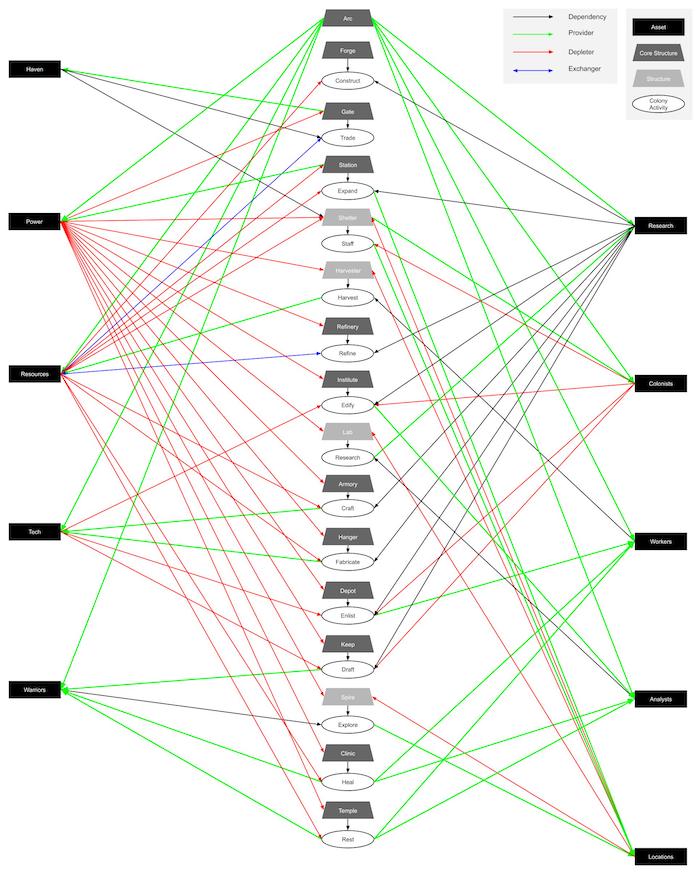 Arc
Dependency
Provider
Depleter
Exchanger
Asset
Core Structure
Structure
Colony
Activity
Forge
Haven
Construct
Gate
Trade
Station
Expand
Power
Shelter
Research
Staff
Harvester
Harvest
Refinery
Refine
Resources
Institute
Colonists
Edify
Lab
Research
Armory
Craft
Tech
Hanger
Workers
Fabricate
Depot
Enlist
Keep
Draft
Warriors
Spire
Analysts
Explore
Clinic
Heal
Temple
Rest
Locations